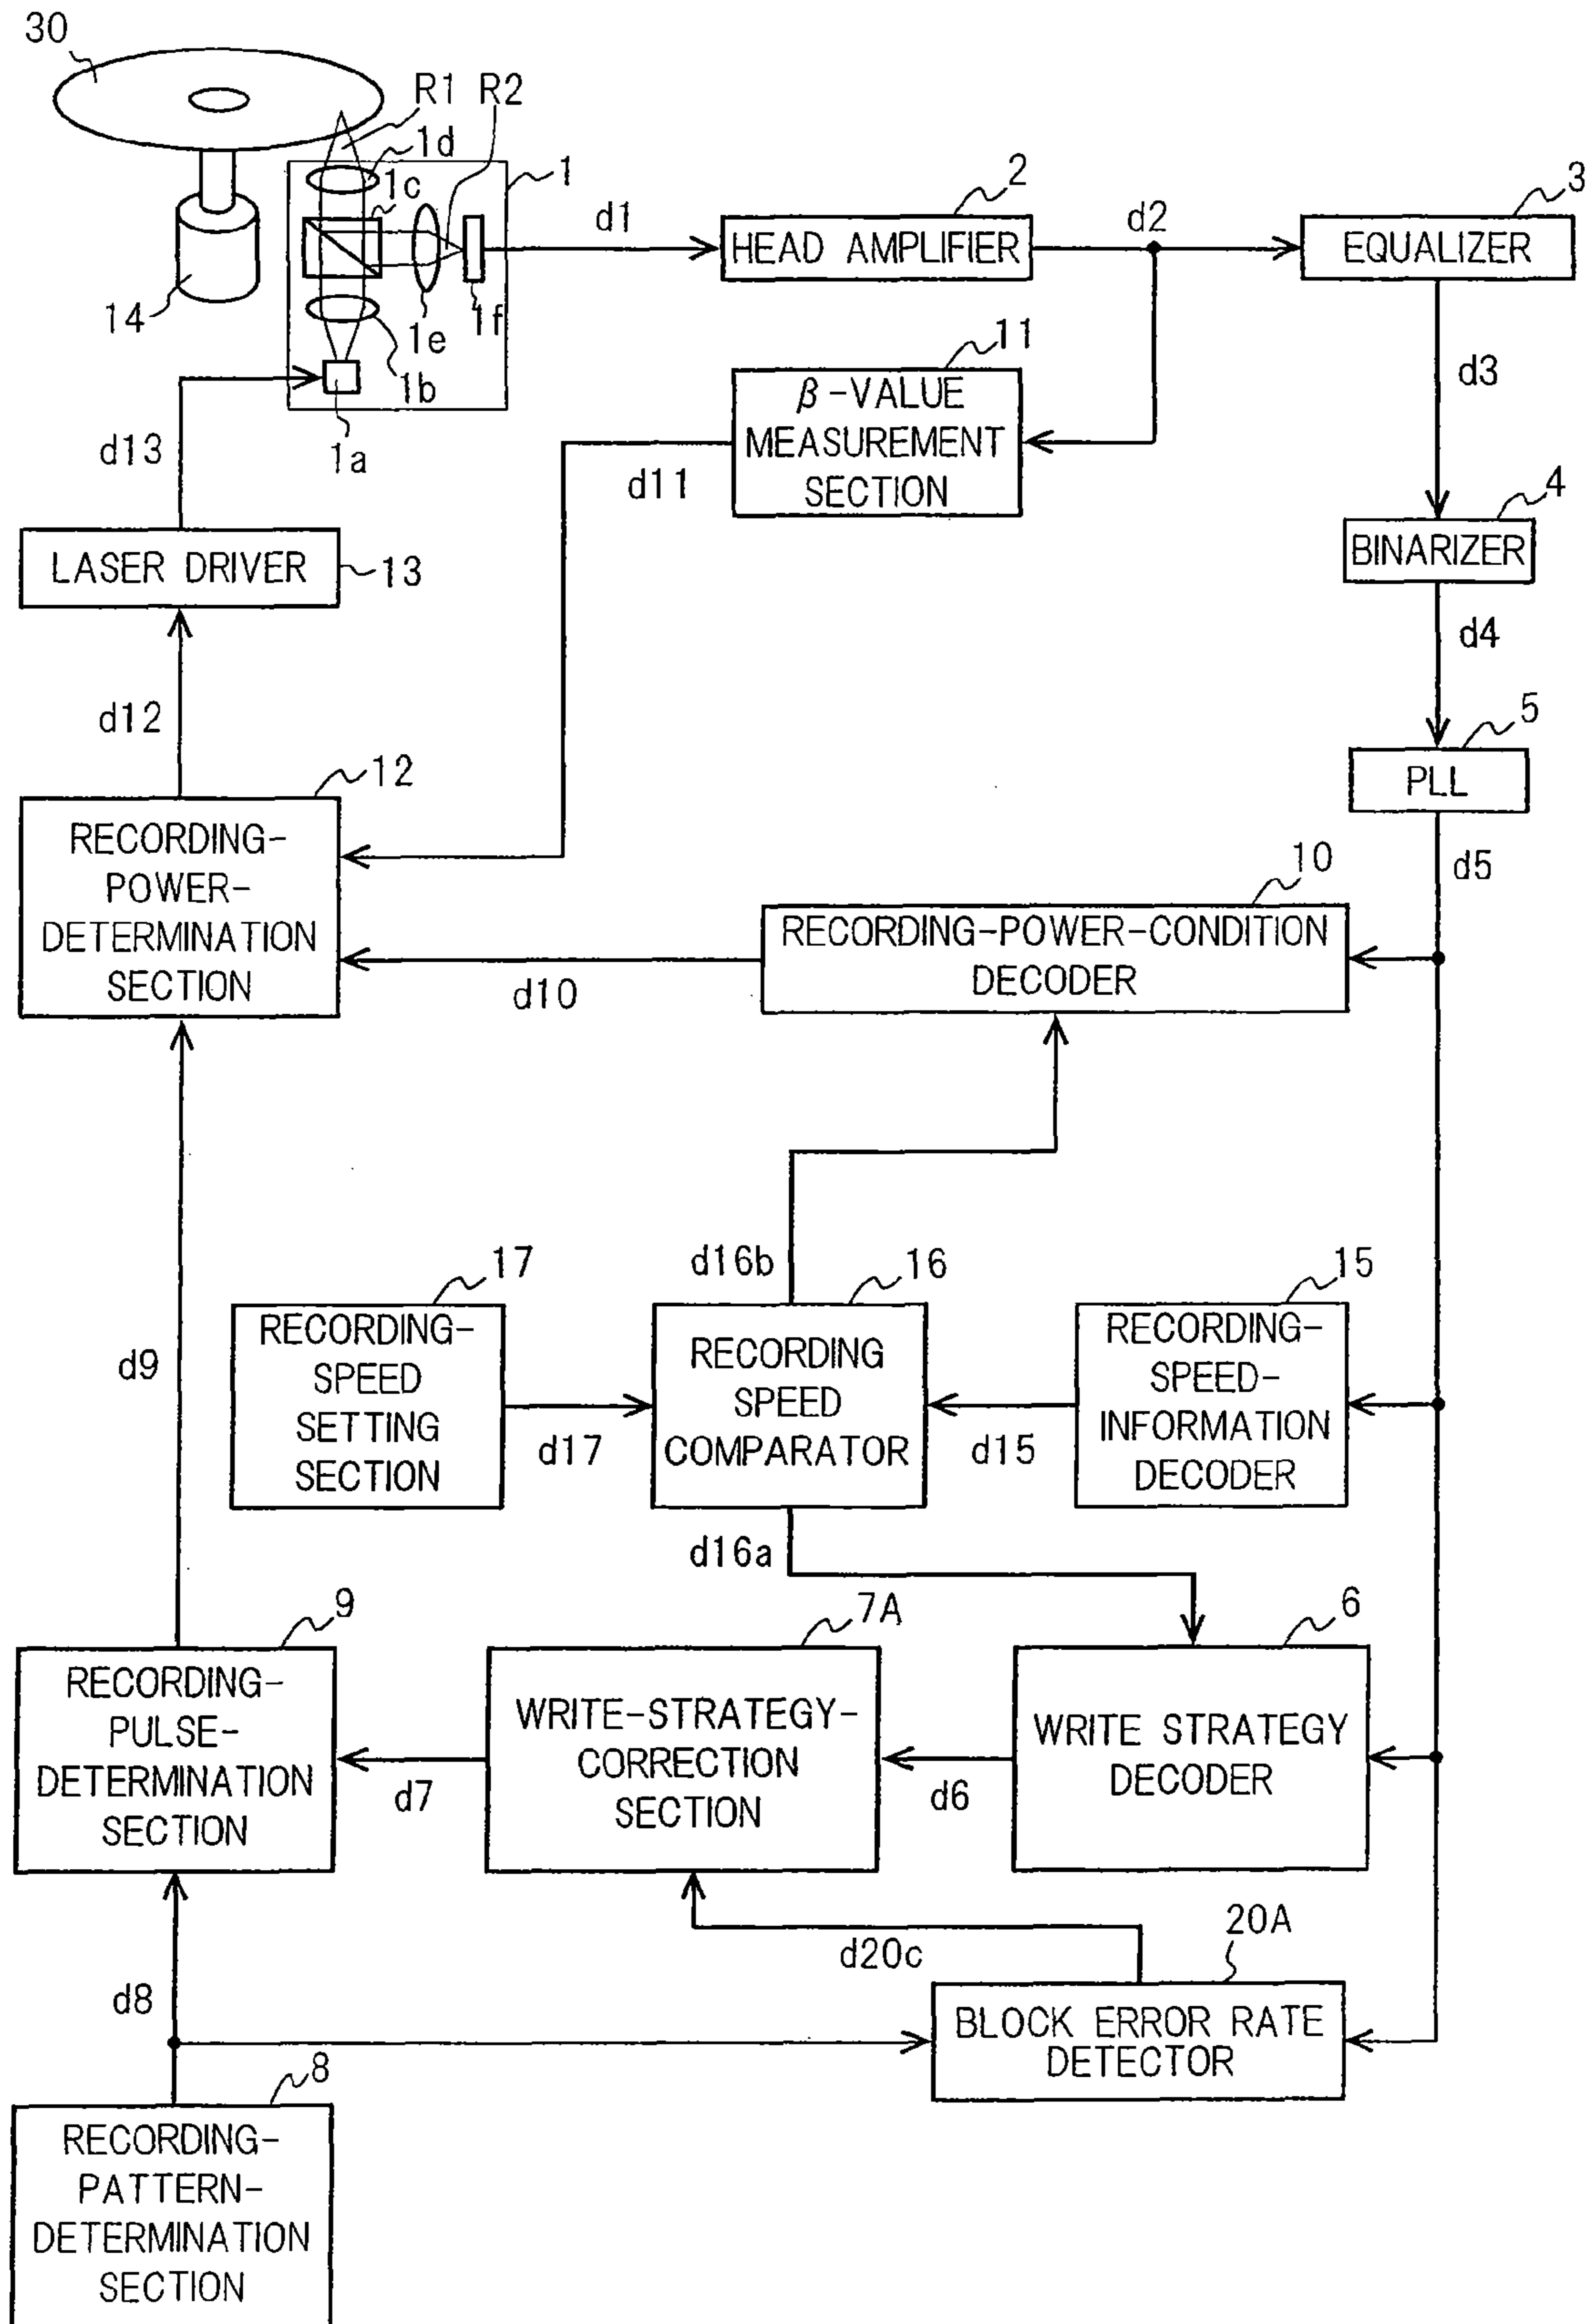 30
R1 R2
1d
1c
1
2
3
d1
HEAD AMPLIFIER
d2
EQUALIZER
14
1e
1f
1b
1a
11
β-VALUE
MEASUREMENT
SECTION
d3
d13
d11
4
LASER DRIVER
13
BINARIZER
d4
d12
5
PLL
12
RECORDING-
POWER-
DETERMINATION
SECTION
10
d5
RECORDING-POWER-CONDITION
DECODER
d10
d16b
17
16
15
RECORDING-
SPEED
SETTING
SECTION
RECORDING
SPEED
COMPARATOR
RECORDING-
SPEED-
INFORMATION
DECODER
d9
d17
d15
d16a
9
7A
6
RECORDING-
PULSE-
DETERMINATION
SECTION
WRITE-STRATEGY-
CORRECTION
SECTION
WRITE STRATEGY
DECODER
d7
d6
d20c
20A
d8
BLOCK ERROR RATE
DETECTOR
8
RECORDING-
PATTERN-
DETERMINATION
SECTION